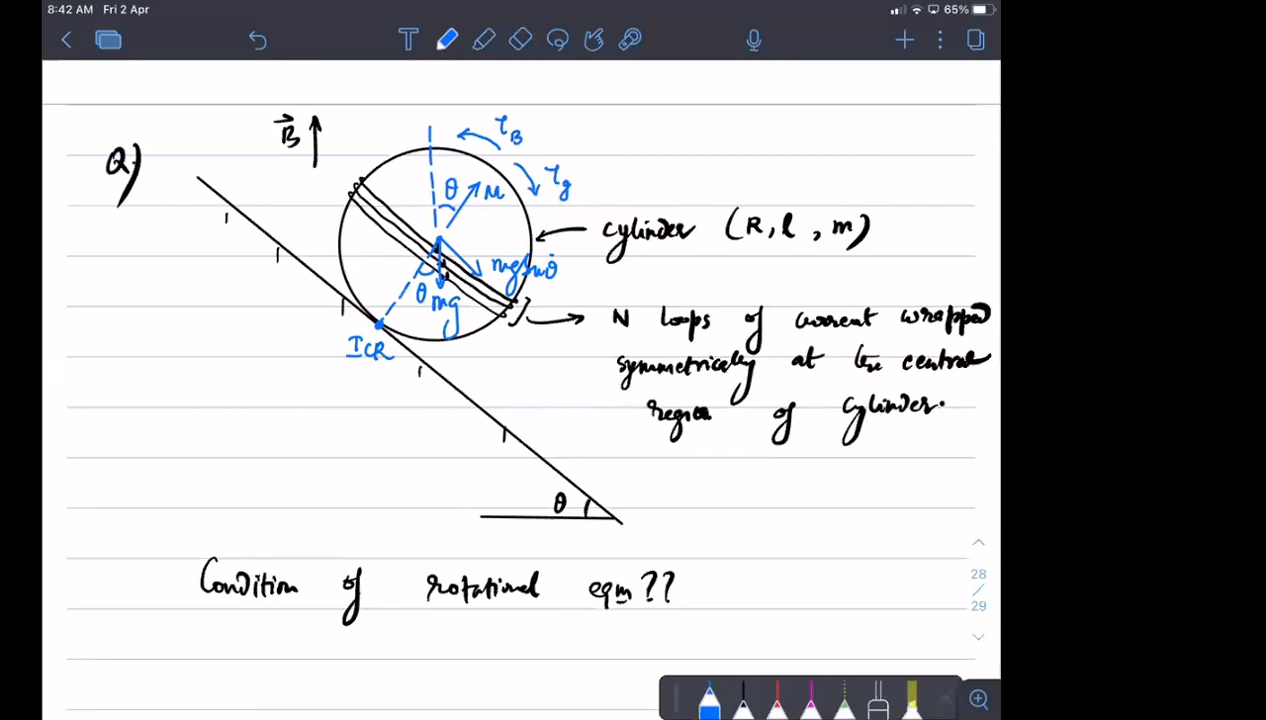 8:42 AM Fri 2 Apr
65%
T
Q)
B
τB
τg
θ
M
cylinder (R, l, m)
mg sinθ
θ
mg
ICR
N loops of current wrapped
symmetrically at the central
region of cylinder.
θ
Condition of rotational eqm??
28
/
29